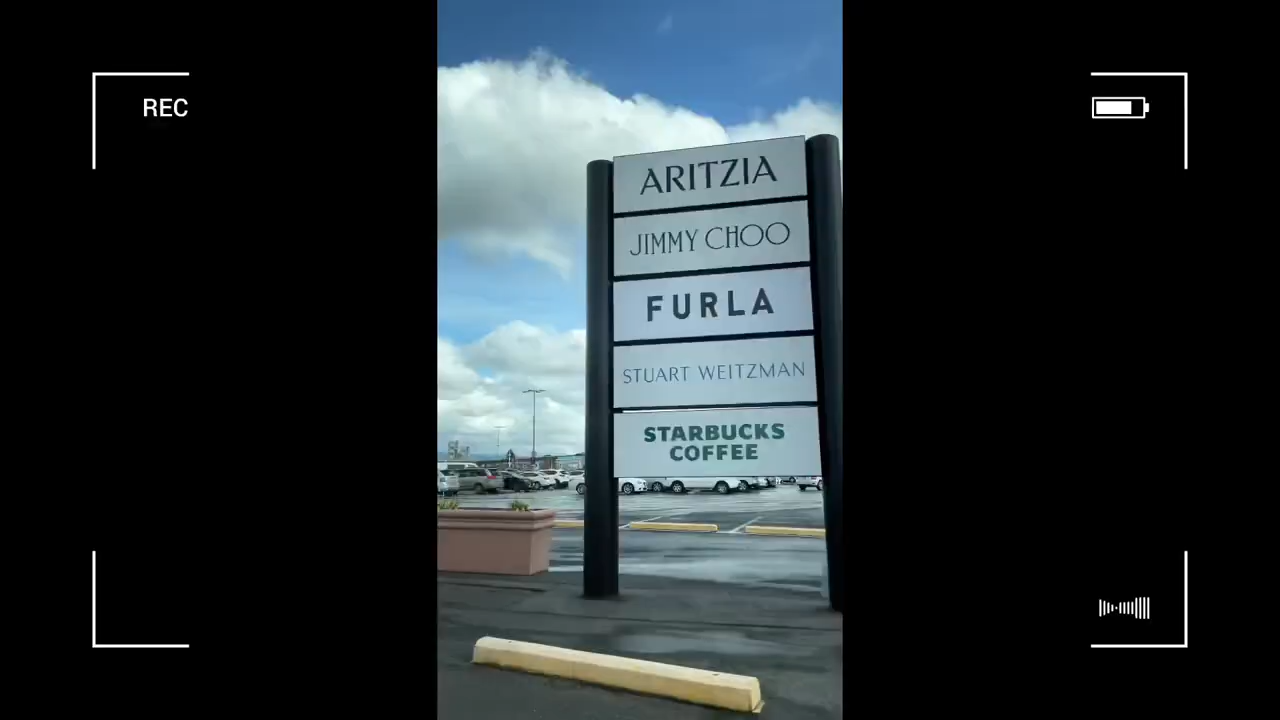 REC
ARITZIA
JIMMY CHOO
FURLA
STUART WEITZMAN
STARBUCKS
COFFEE